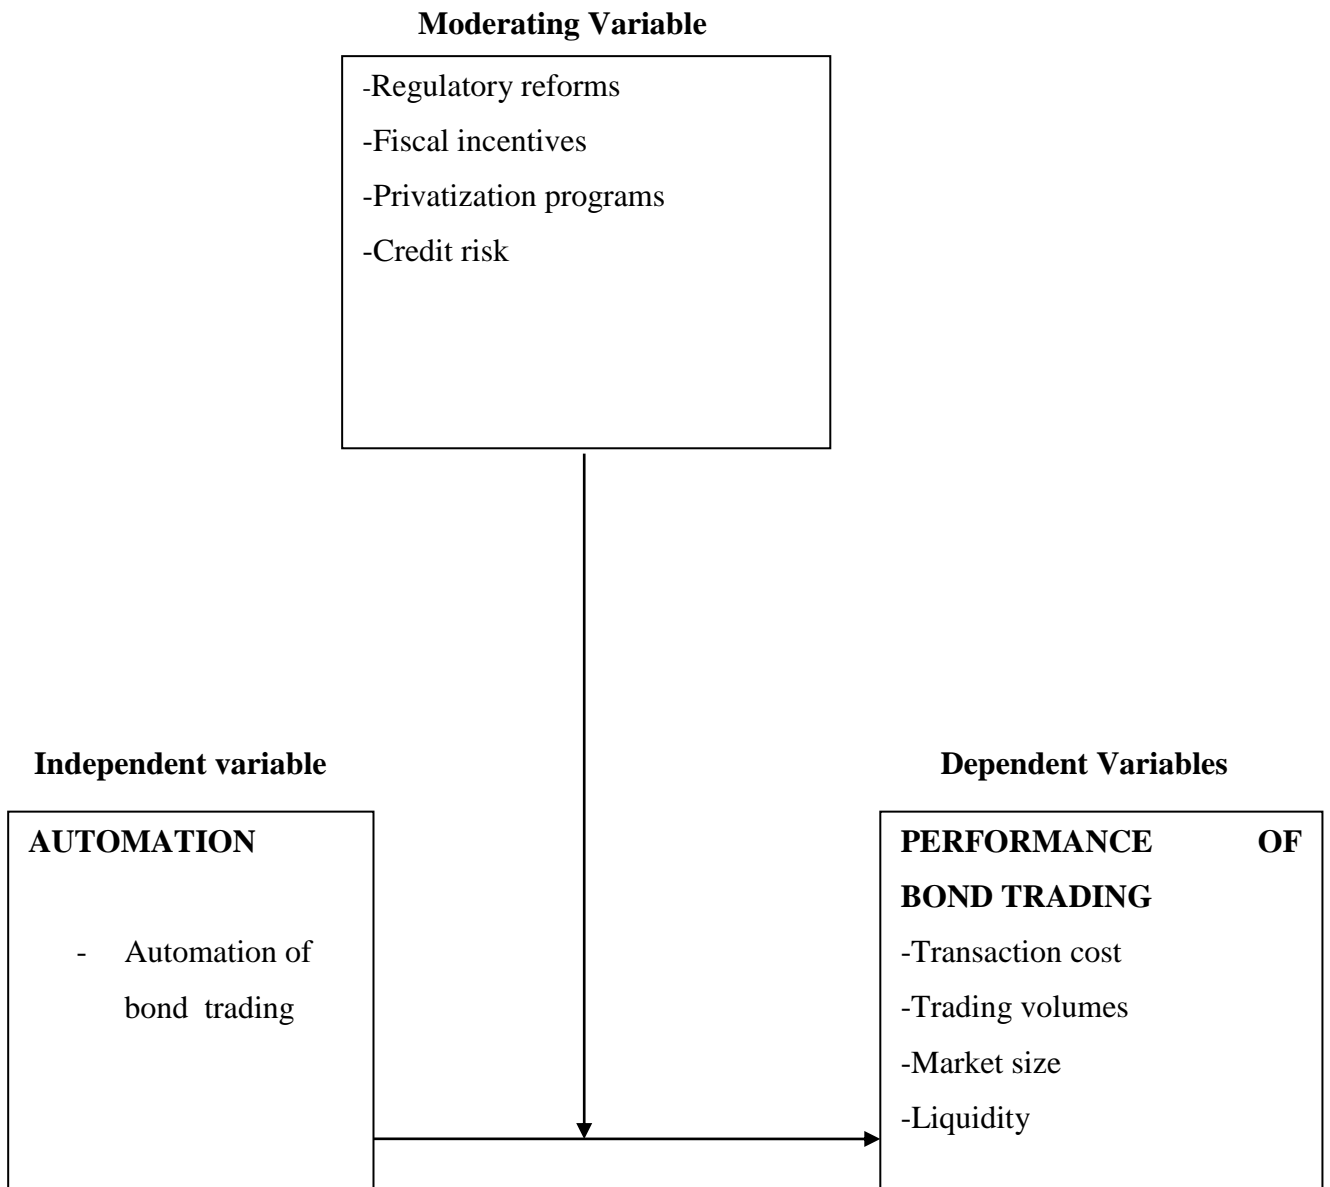 Moderating Variable
-Regulatory reforms
-Fiscal incentives
-Privatization programs
-Credit risk
Independent variable
AUTOMATION
- Automation of
bond trading
Dependent Variables
PERFORMANCE OF
BOND TRADING
-Transaction cost
-Trading volumes
-Market size
-Liquidity